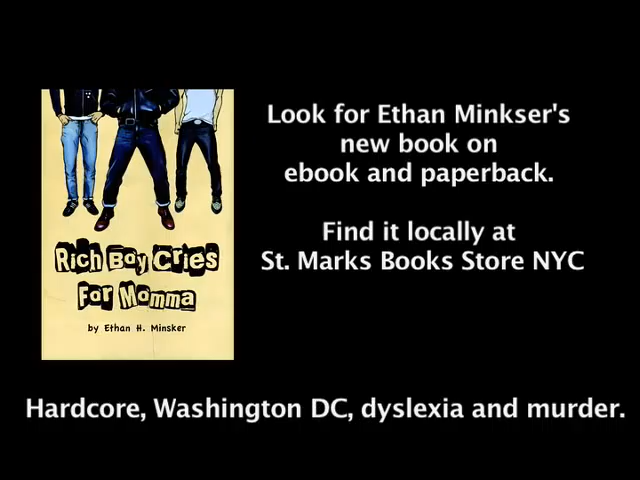 Rich Boy Cries
For Momma
by Ethan H. Minsker
Look for Ethan Minkser's
new book on
ebook and paperback.
Find it locally at
St. Marks Books Store NYC
Hardcore, Washington DC, dyslexia and murder.